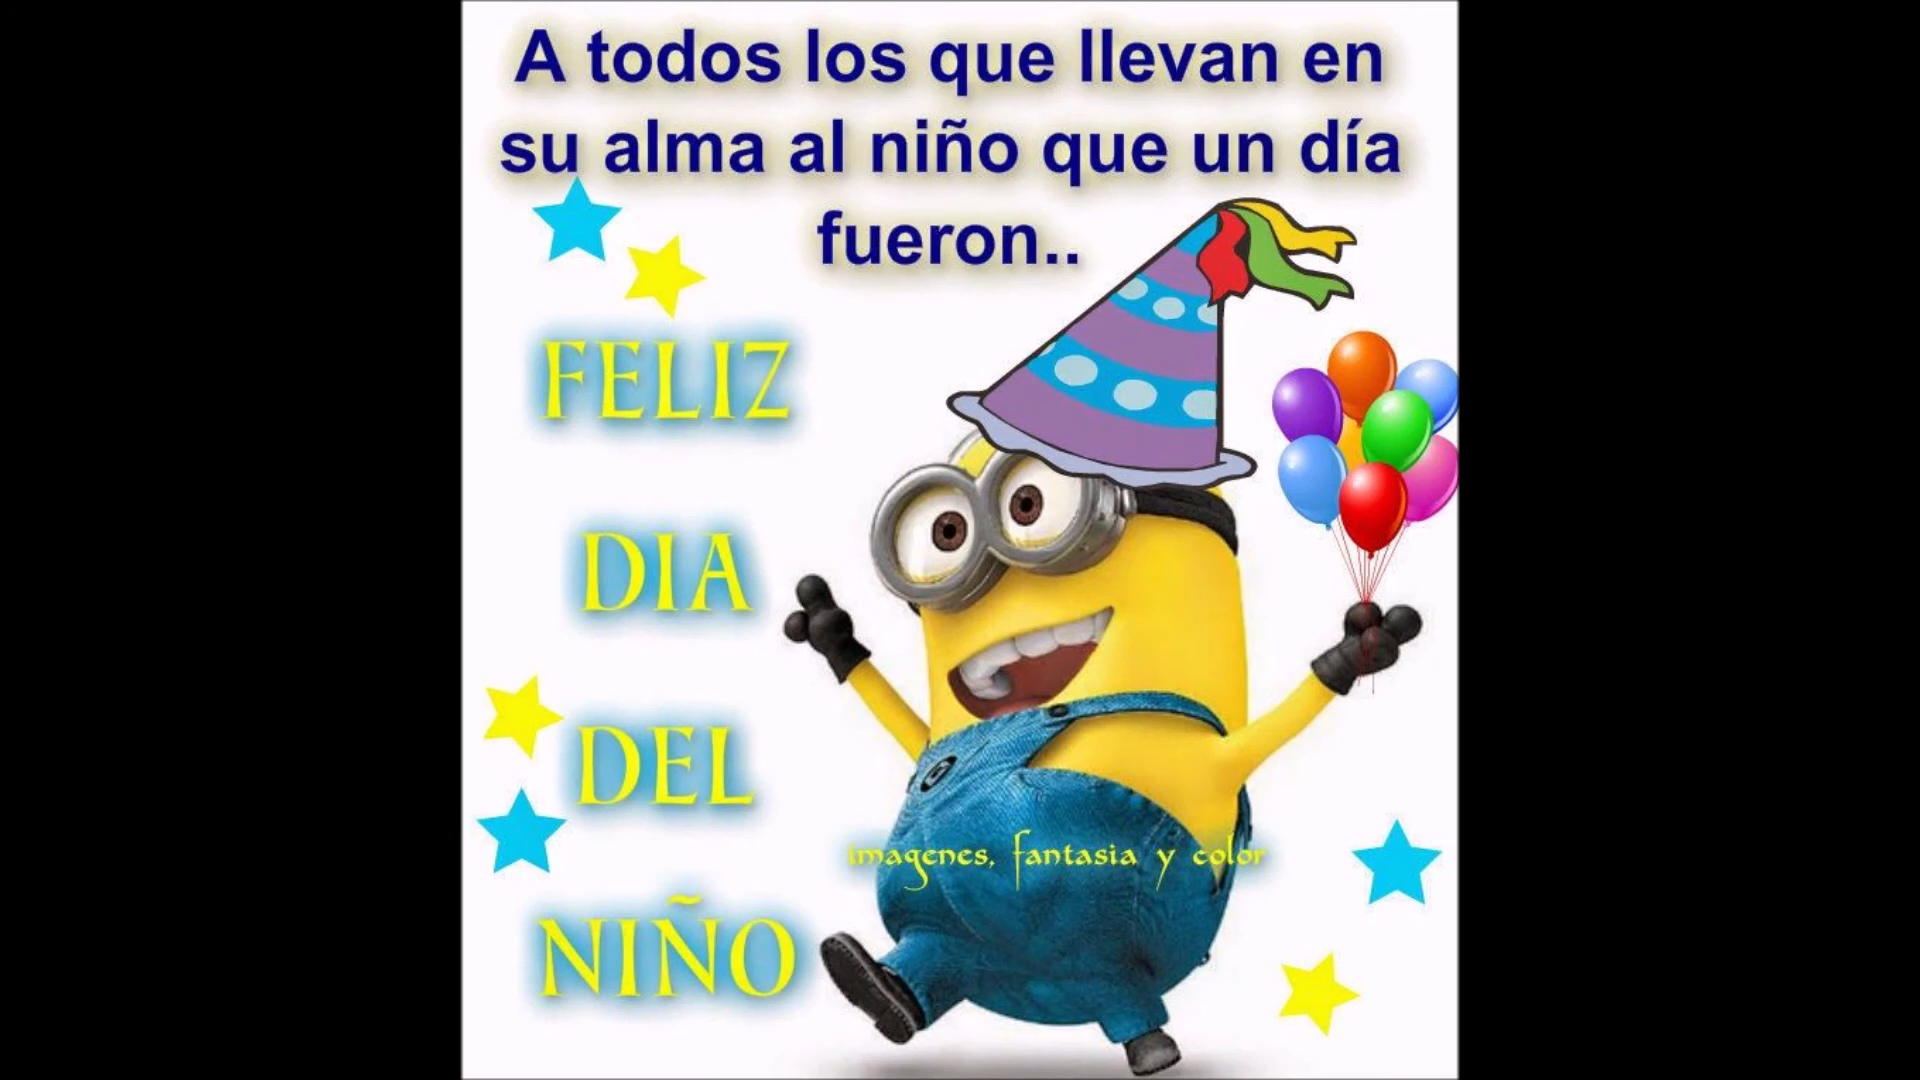 A todos los que llevan en
su alma al niño que un día
fueron..
FELIZ
DIA
DEL
NIÑO
imagenes, fantasia y color